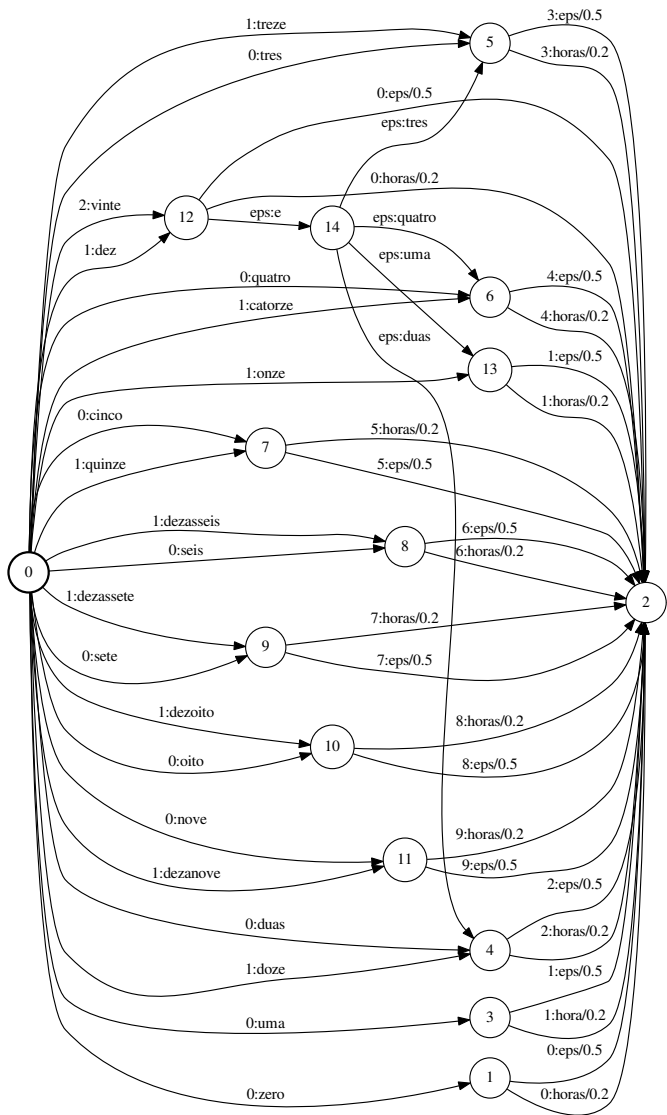 1:treze
3:eps/0.5
5
0:tres
3:horas/0.2
0:eps/0.5
eps:tres
2:vinte
0:horas/0.2
12
eps:e
14
eps:quatro
1:dez
eps:uma
0:quatro
4:eps/0.5
6
1:catorze
4:horas/0.2
eps:duas
1:eps/0.5
1:onze
13
1:horas/0.2
0:cinco
5:horas/0.2
7
1:quinze
5:eps/0.5
1:dezasseis
6:eps/0.5
8
0:seis
6:horas/0.2
0
1:dezassete
2
7:horas/0.2
9
0:sete
7:eps/0.5
1:dezoito
8:horas/0.2
10
0:oito
8:eps/0.5
0:nove
9:horas/0.2
11
1:dezanove
9:eps/0.5
2:eps/0.5
0:duas
2:horas/0.2
4
1:doze
1:eps/0.5
3
0:uma
1:hora/0.2
0:eps/0.5
1
0:zero
0:horas/0.2